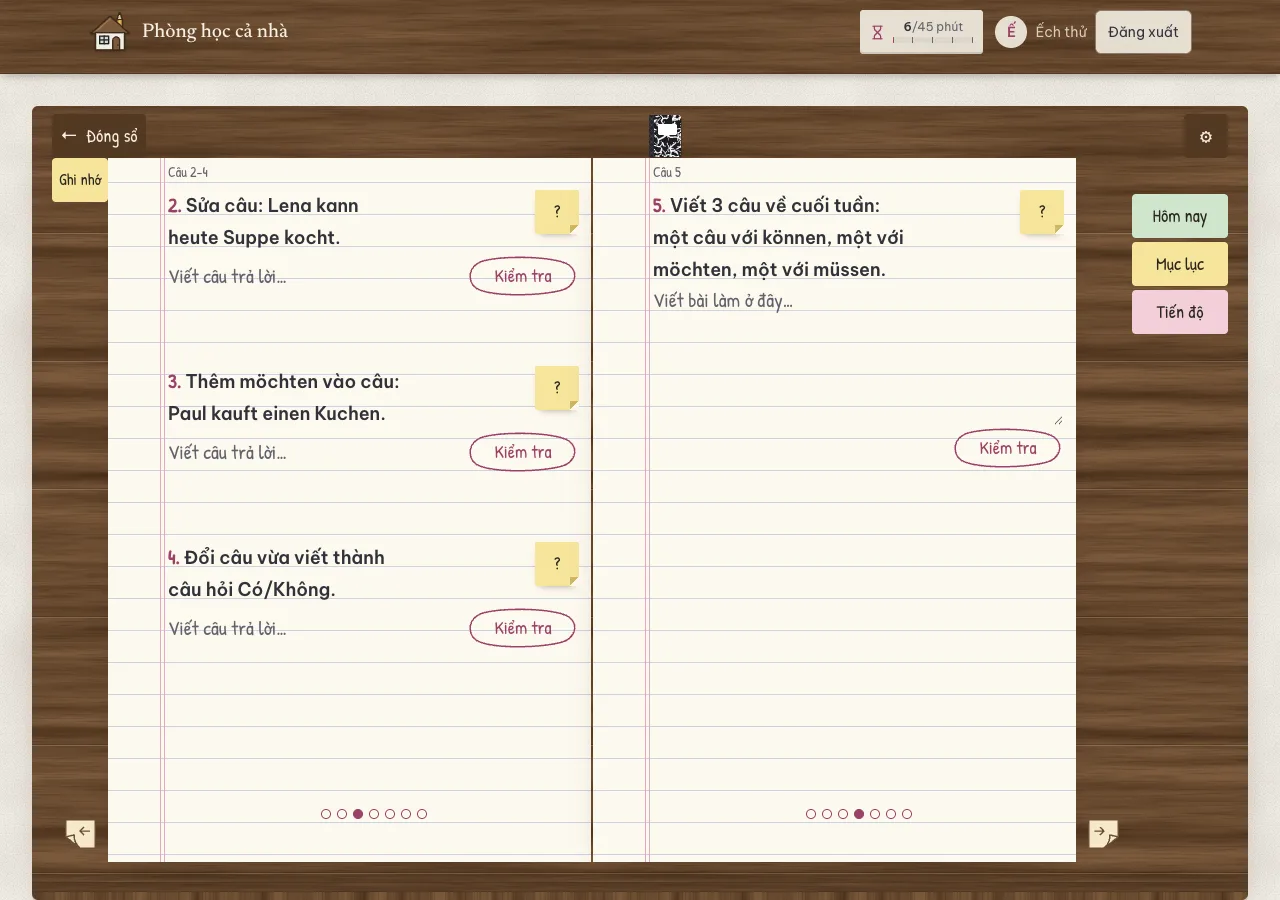 Phòng học cả nhà
6/45 phút
Ế
Ếch thử
Đăng xuất
← Đóng sổ
Ghi nhớ
Câu 2–4
2. Sửa câu: Lena kann
heute Suppe kocht.
?
Viết câu trả lời...
Kiểm tra
3. Thêm möchten vào câu:
Paul kauft einen Kuchen.
?
Viết câu trả lời...
Kiểm tra
4. Đổi câu vừa viết thành
câu hỏi Có/Không.
?
Viết câu trả lời...
Kiểm tra
Câu 5
5. Viết 3 câu về cuối tuần:
một câu với können, một với
möchten, một với müssen.
?
Viết bài làm ở đây...
Kiểm tra
Hôm nay
Mục lục
Tiến độ